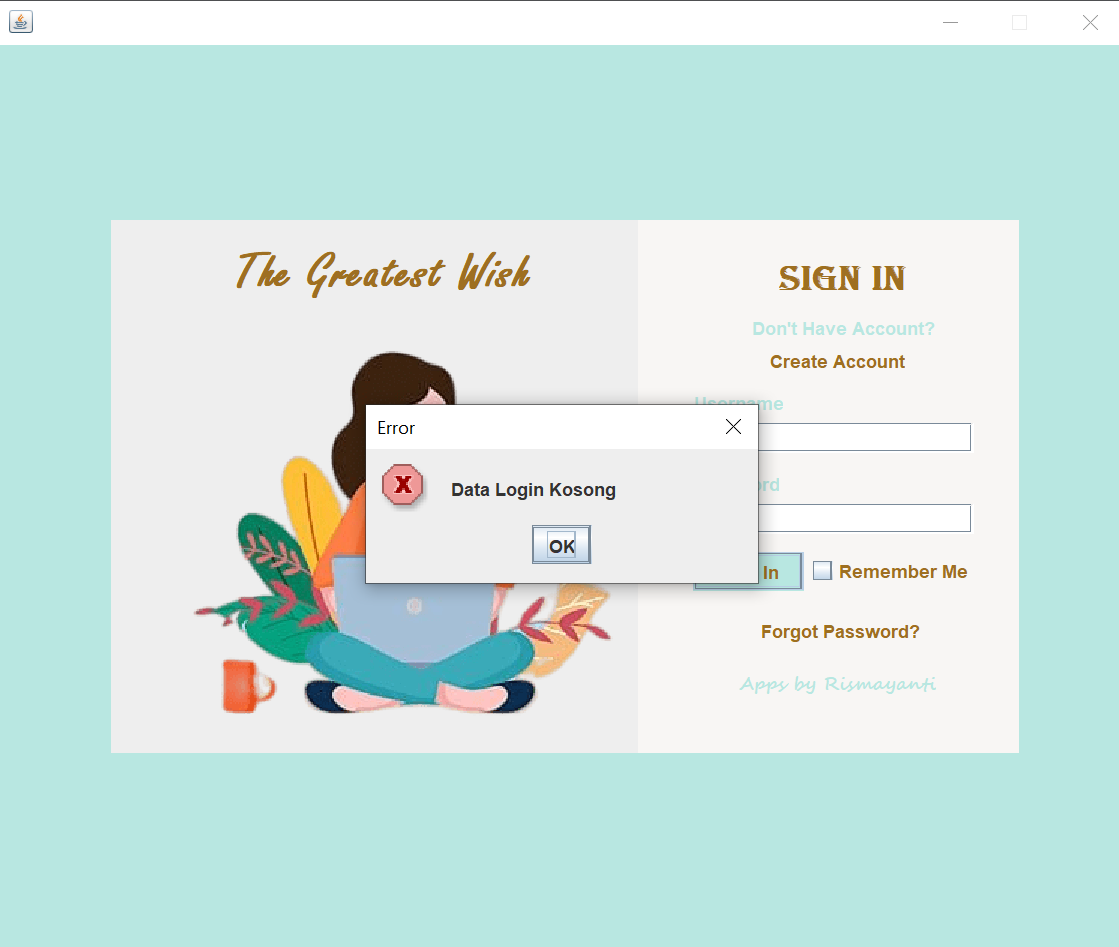 The Greatest Wish
SIGN IN
Don't Have Account?
Create Account
Error
Data Login Kosong
OK
In
Remember Me
Forgot Password?
Apps by Rismayanti